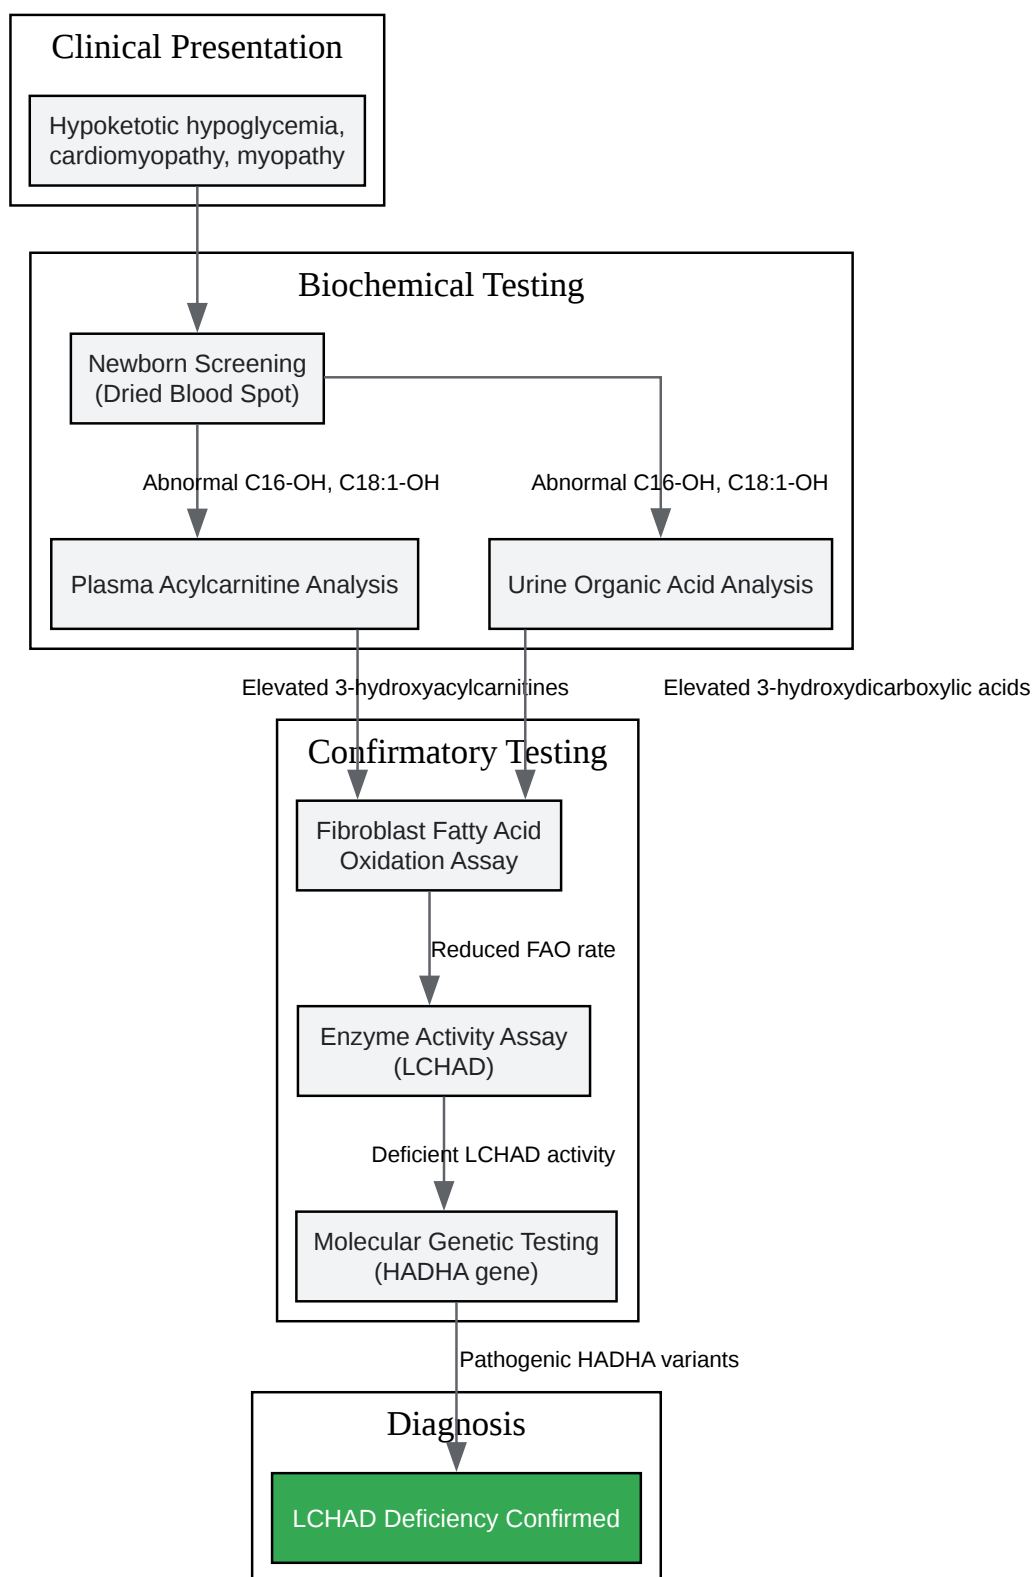 Clinical Presentation
Hypoketotic hypoglycemia,
cardiomyopathy, myopathy
Biochemical Testing
Newborn Screening
(Dried Blood Spot)
Abnormal C16-OH, C18:1-OH
Abnormal C16-OH, C18:1-OH
Plasma Acylcarnitine Analysis
Urine Organic Acid Analysis
Elevated 3-hydroxyacylcarnitines
Elevated 3-hydroxydicarboxylic acids
Confirmatory Testing
Fibroblast Fatty Acid
Oxidation Assay
Reduced FAO rate
Enzyme Activity Assay
(LCHAD)
Deficient LCHAD activity
Molecular Genetic Testing
(HADHA gene)
Pathogenic HADHA variants
Diagnosis
LCHAD Deficiency Confirmed